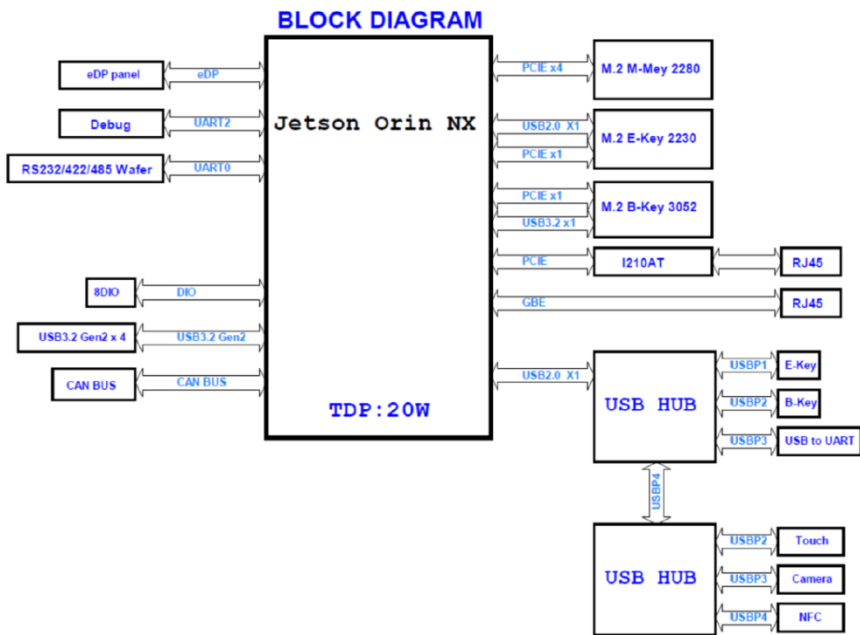 BLOCK DIAGRAM
Jetson Orin NX
TDP:20W
eDP panel
eDP
Debug
UART2
RS232/422/485 Wafer
UART0
8DIO
DIO
USB3.2 Gen2 x 4
USB3.2 Gen2
CAN BUS
CAN BUS
PCIE x4
M.2 M-Mey 2280
USB2.0 X1
PCIE x1
M.2 E-Key 2230
PCIE x1
USB3.2 x1
M.2 B-Key 3052
PCIE
I210AT
RJ45
GBE
RJ45
USB2.0 X1
USB HUB
USBP1
E-Key
USBP2
B-Key
USBP3
USB to UART
USBP4
USB HUB
USBP2
Touch
USBP3
Camera
USBP4
NFC